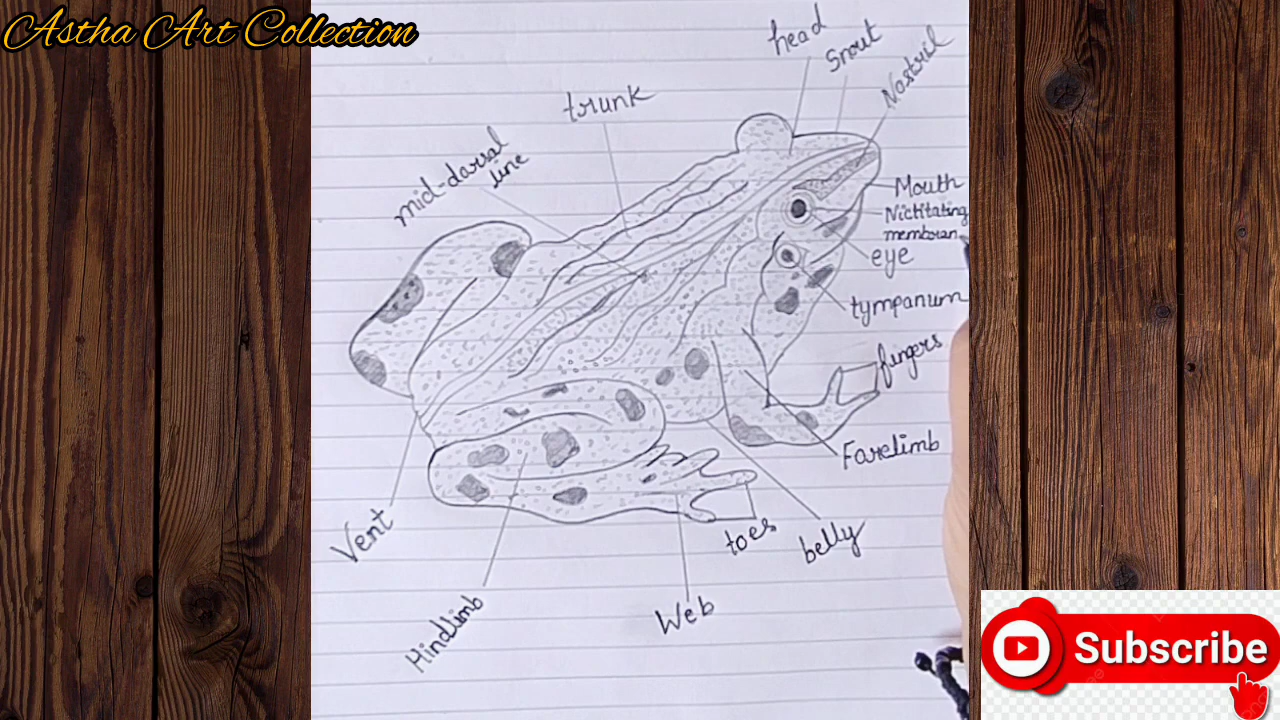 Astha Art Collection
head
Snout
Nostril
trunk
mid-dorsal
line
Mouth
Nictitating
membran
eye
tympanum
fingers
Forelimb
Vent
toes
belly
Hindlimb
Web
Subscribe